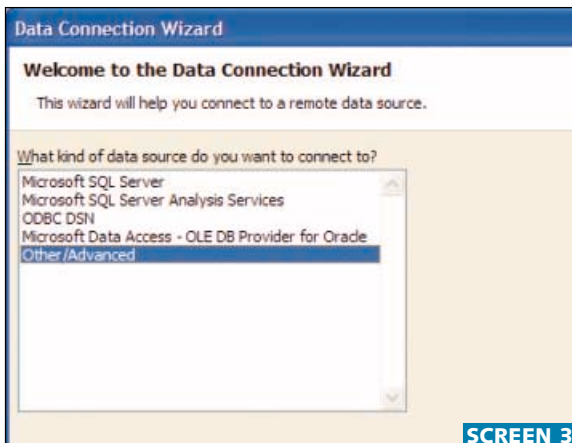 Data Connection Wizard
Welcome to the Data Connection Wizard
This wizard will help you connect to a remote data source.
What kind of data source do you want to connect to?
Microsoft SQL Server
Microsoft SQL Server Analysis Services
ODBC DSN
Microsoft Data Access - OLE DB Provider for Oracle
Other/Advanced
SCREEN 3